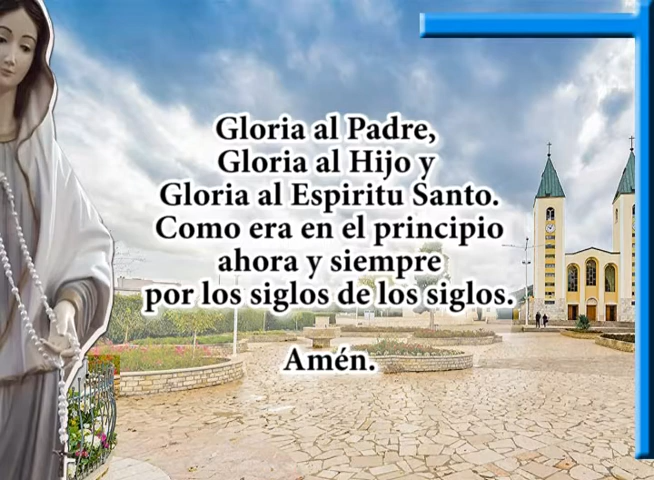 Gloria al Padre,
Gloria al Hijo y
Gloria al Espiritu Santo.
Como era en el principio
ahora y siempre
por los siglos de los siglos.
Amén.